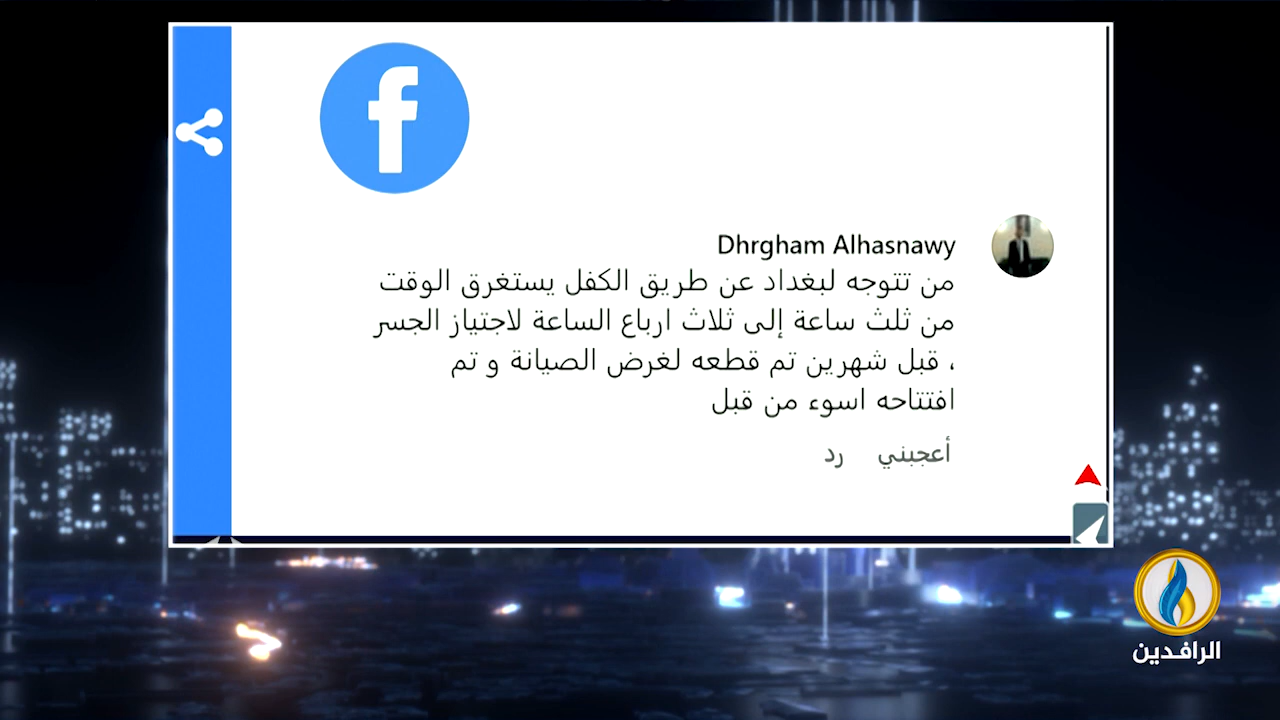 Dhrgham Alhasnawy
من تتوجه لبغداد عن طريق الكفل يستغرق الوقت
من ثلث ساعة إلى ثلاث ارباع الساعة لاجتياز الجسر
، قبل شهرين تم قطعه لغرض الصيانة و تم
افتتاحه اسوء من قبل
أعجبني رد
الرافدين